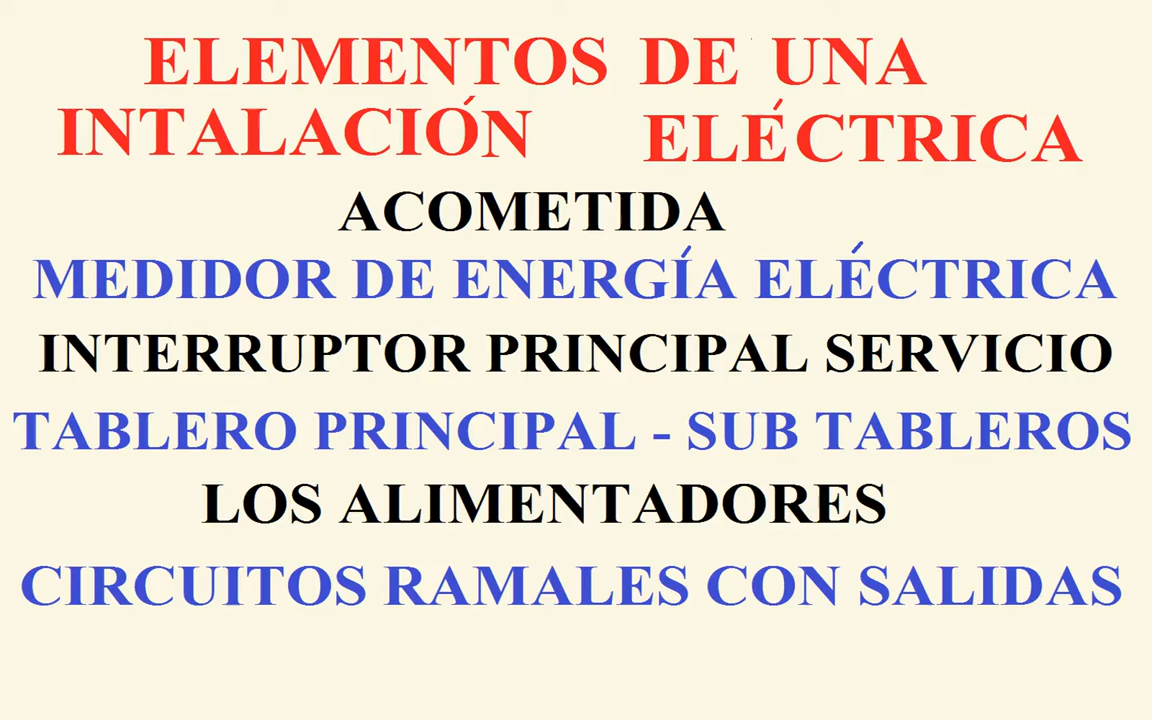 ELEMENTOS DE UNA
INTALACIÓN ELÉCTRICA
ACOMETIDA
MEDIDOR DE ENERGÍA ELÉCTRICA
INTERRUPTOR PRINCIPAL SERVICIO
TABLERO PRINCIPAL - SUB TABLEROS
LOS ALIMENTADORES
CIRCUITOS RAMALES CON SALIDAS